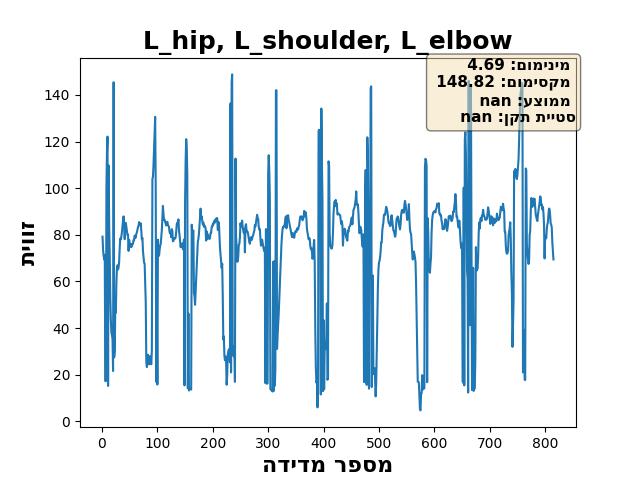 L_hip, L_shoulder, L_elbow
מינימום: 4.69
מקסימום: 148.82
ממוצע: nan
סטיית תקן: nan
זווית
140
120
100
80
60
40
20
0
0 100 200 300 400 500 600 700 800
מספר מדידה